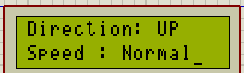 Direction: UP
Speed : Normal_